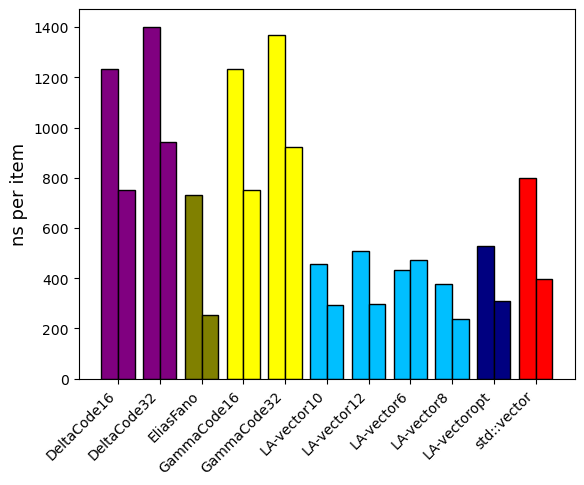 ns per item
1400
1200
1000
800
600
400
200
0
DeltaCode16
DeltaCode32
EliasFano
GammaCode16
GammaCode32
LA-vector10
LA-vector12
LA-vector6
LA-vector8
LA-vectoropt
std::vector